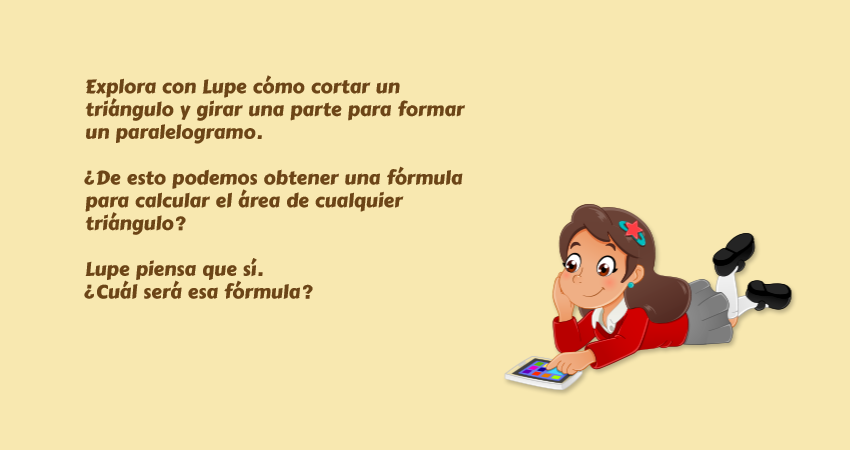 Explora con Lupe cómo cortar un
triángulo y girar una parte para formar
un paralelogramo.
¿De esto podemos obtener una fórmula
para calcular el área de cualquier
triángulo?
Lupe piensa que sí.
¿Cuál será esa fórmula?